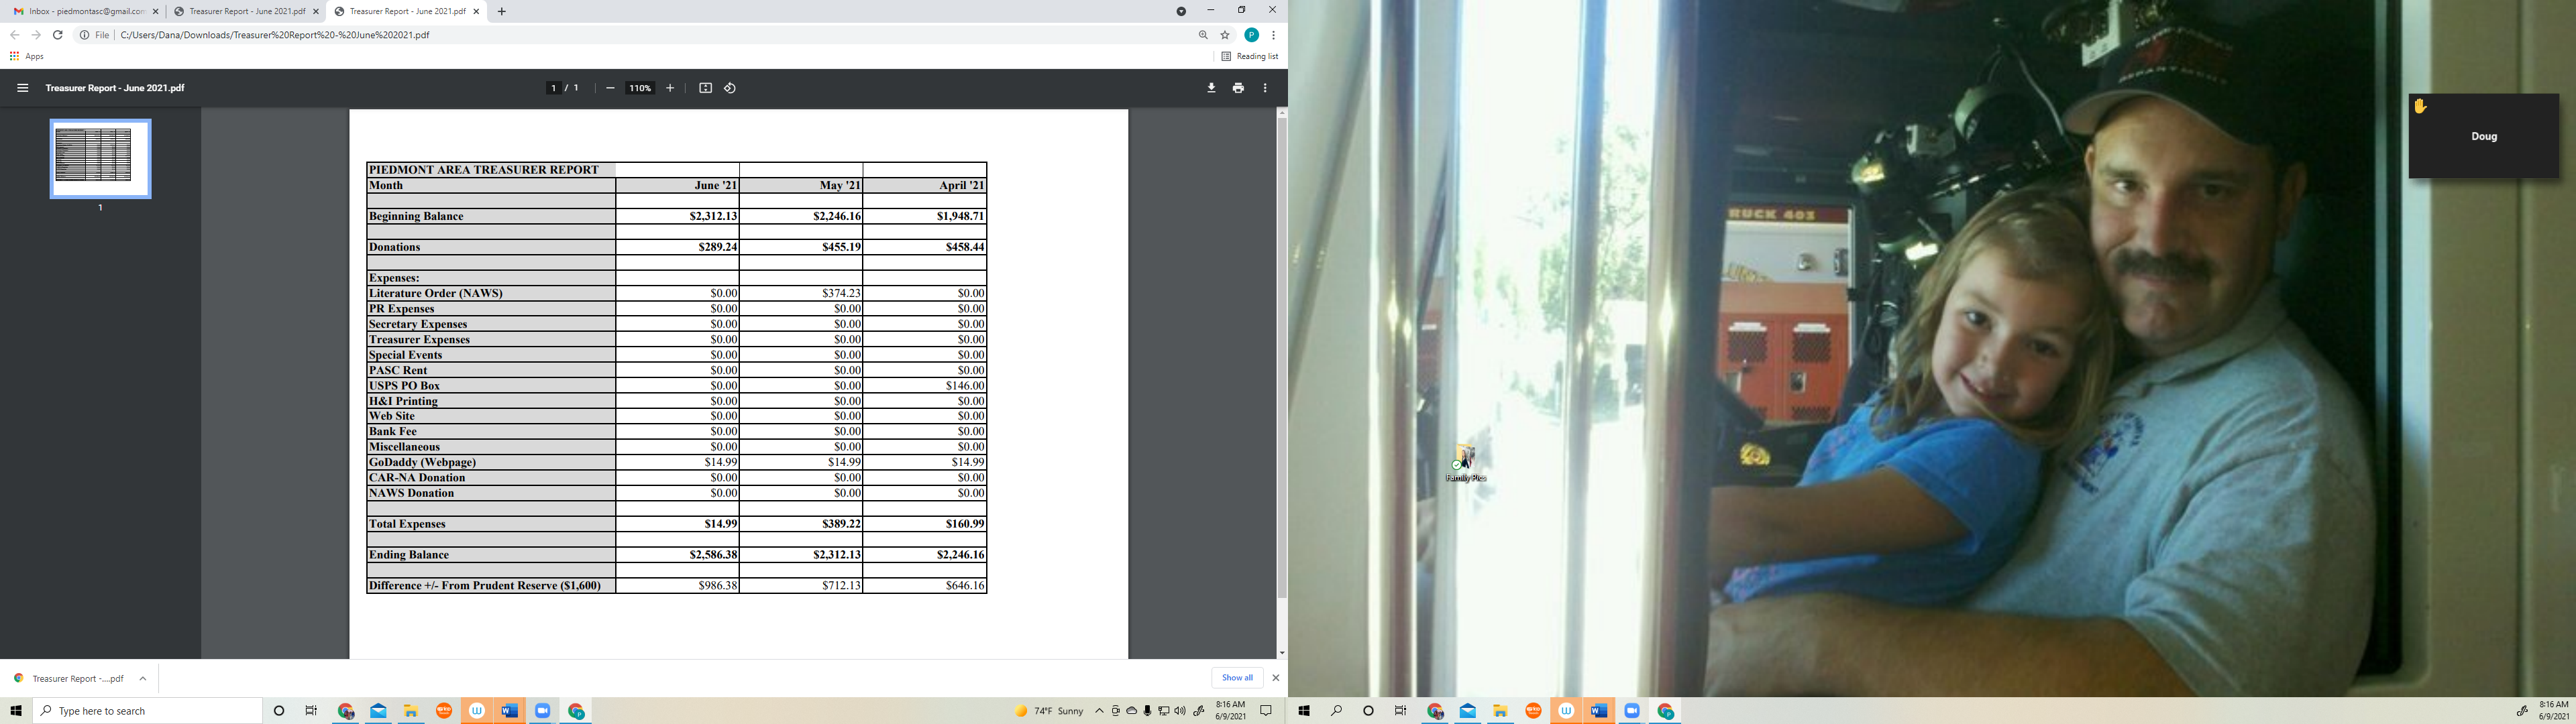 Inbox - piedmontasc@gmail.com
Treasurer Report - June 2021.pdf
Treasurer Report - June 2021.pdf
File
C:/Users/Dana/Downloads/Treasurer%20Report%20-%20June%202021.pdf
P
Apps
Reading list
Treasurer Report - June 2021.pdf
1 / 1
110%
1
PIEDMONT AREA TREASURER REPORT
Month June '21 May '21 April '21
Beginning Balance $2,312.13 $2,246.16 $1,948.71
Donations $289.24 $455.19 $458.44
Expenses:
Literature Order (NAWS) $0.00 $374.23 $0.00
PR Expenses $0.00 $0.00 $0.00
Secretary Expenses $0.00 $0.00 $0.00
Treasurer Expenses $0.00 $0.00 $0.00
Special Events $0.00 $0.00 $0.00
PASC Rent $0.00 $0.00 $0.00
USPS PO Box $0.00 $0.00 $146.00
H&I Printing $0.00 $0.00 $0.00
Web Site $0.00 $0.00 $0.00
Bank Fee $0.00 $0.00 $0.00
Miscellaneous $0.00 $0.00 $0.00
GoDaddy (Webpage) $14.99 $14.99 $14.99
CAR-NA Donation $0.00 $0.00 $0.00
NAWS Donation $0.00 $0.00 $0.00
Total Expenses $14.99 $389.22 $160.99
Ending Balance $2,586.38 $2,312.13 $2,246.16
Difference +/- From Prudent Reserve ($1,600) $986.38 $712.13 $646.16
Treasurer Report -....pdf
Show all
Type here to search
74°F Sunny
8:16 AM
6/9/2021
RUCK 403
DEPARTMENT
Doug
Family Pics
8:16 AM
6/9/2021